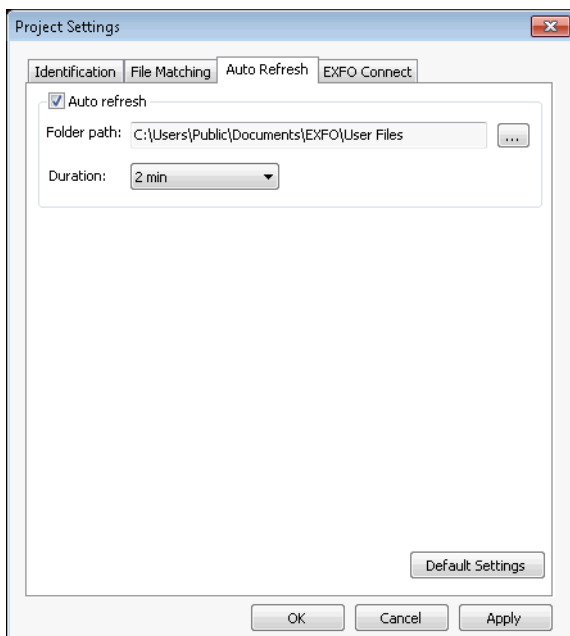 Project Settings
Identification File Matching Auto Refresh EXFO Connect
Auto refresh
Folder path: C:\Users\Public\Documents\EXFO\User Files ...
Duration: 2 min
Default Settings
OK Cancel Apply